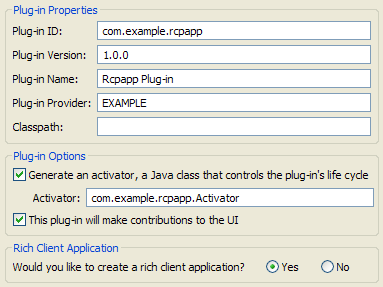 Plug-in Properties
Plug-in ID: com.example.rcpapp
Plug-in Version: 1.0.0
Plug-in Name: Rcpapp Plug-in
Plug-in Provider: EXAMPLE
Classpath:
Plug-in Options
Generate an activator, a Java class that controls the plug-in's life cycle
Activator: com.example.rcpapp.Activator
This plug-in will make contributions to the UI
Rich Client Application
Would you like to create a rich client application? Yes No